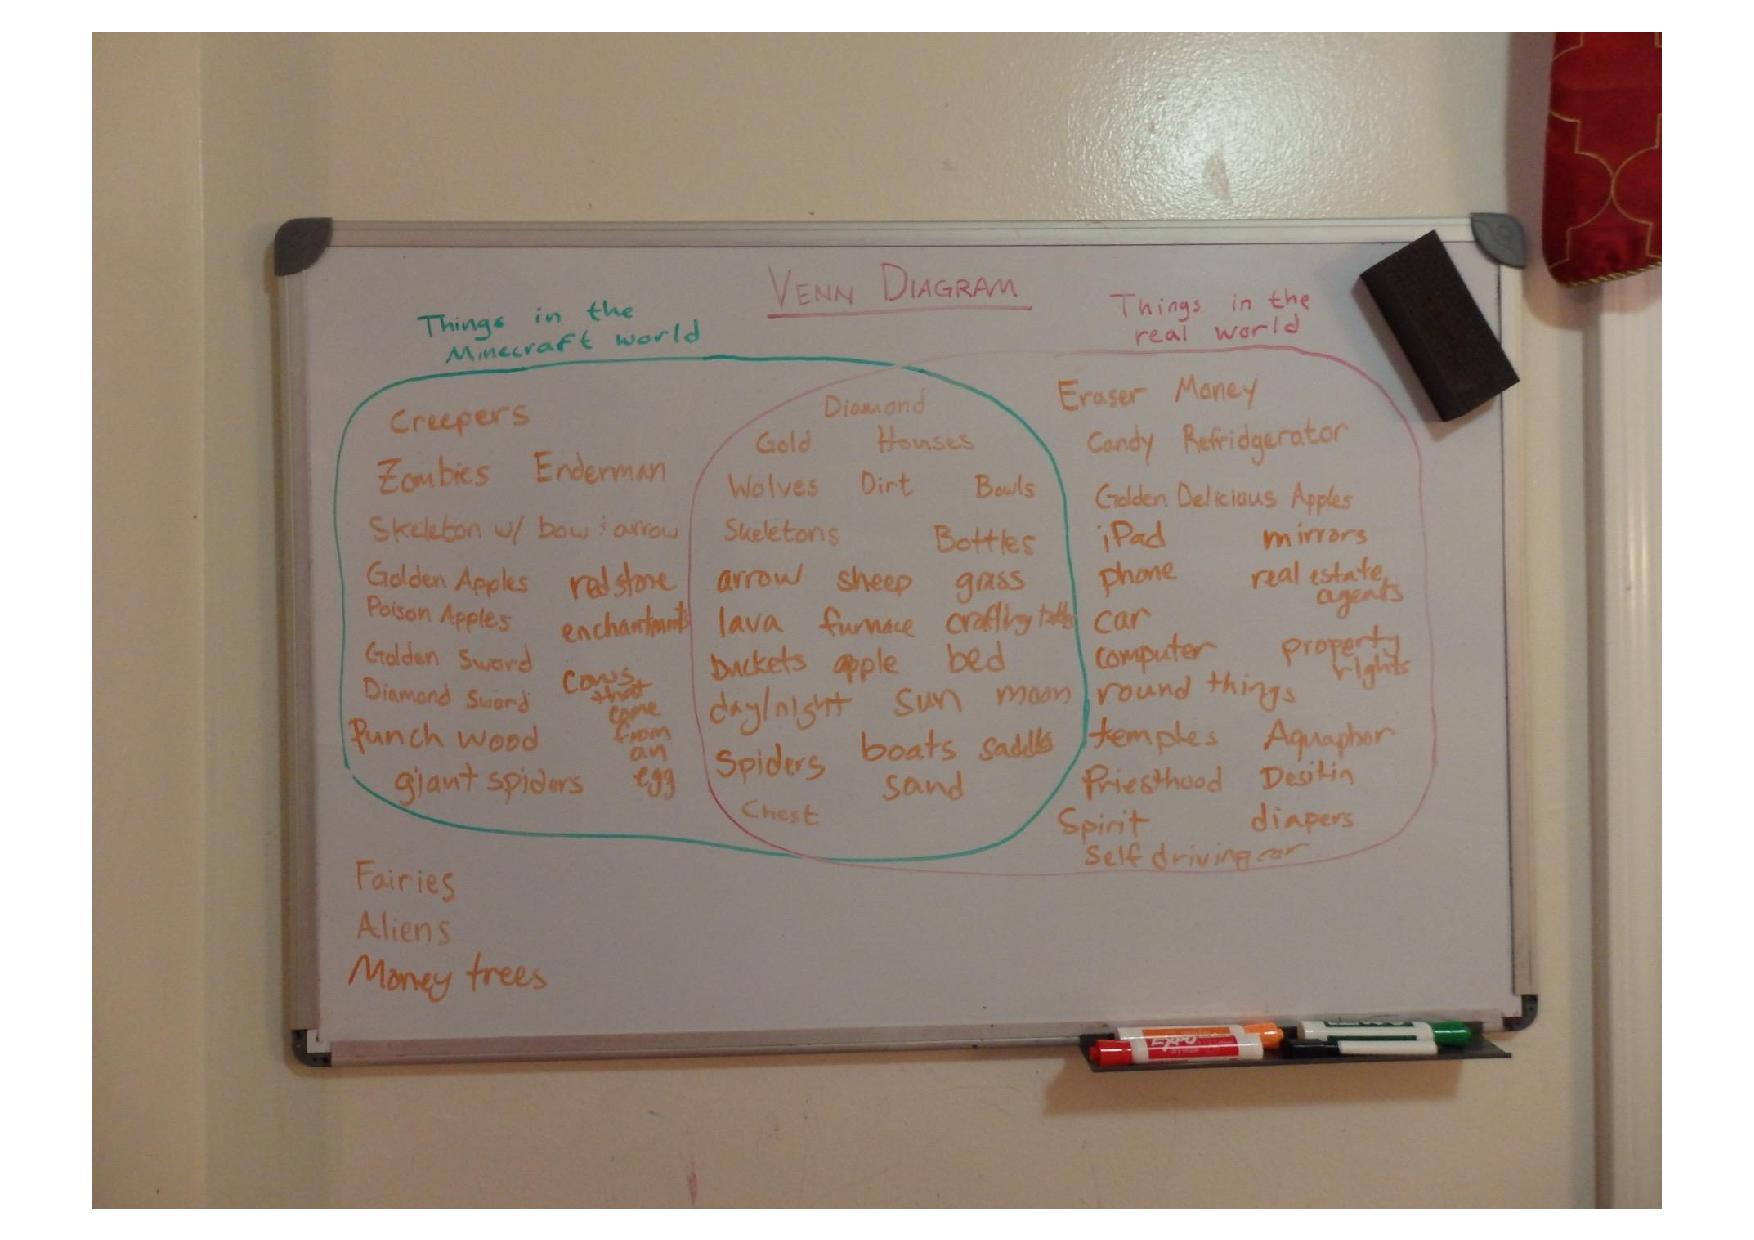 VENN DIAGRAM
Things in the
Minecraft world
Things in the
real world
Creepers
Zombies Enderman
Skeleton w/ bow & arrow
Golden Apples redstone
Poison Apples enchantments
Golden Sword
Diamond Sword
cows
that
come
from
an
egg
Punch wood
giant spiders
Diamond
Gold Houses
Wolves Dirt Bowls
Skeletons Bottles
arrow sheep grass
lava furnace crafting table
buckets apple bed
day/night sun moon
Spiders boats saddles
sand
Chest
Eraser Money
Candy Refridgerator
Golden Delicious Apples
iPad mirrors
phone real estate
agents
car
computer property
rights
round things
temples Aquaphor
Priesthood Desitin
Spirit diapers
Self driving car
Fairies
Aliens
Money trees
EXPO